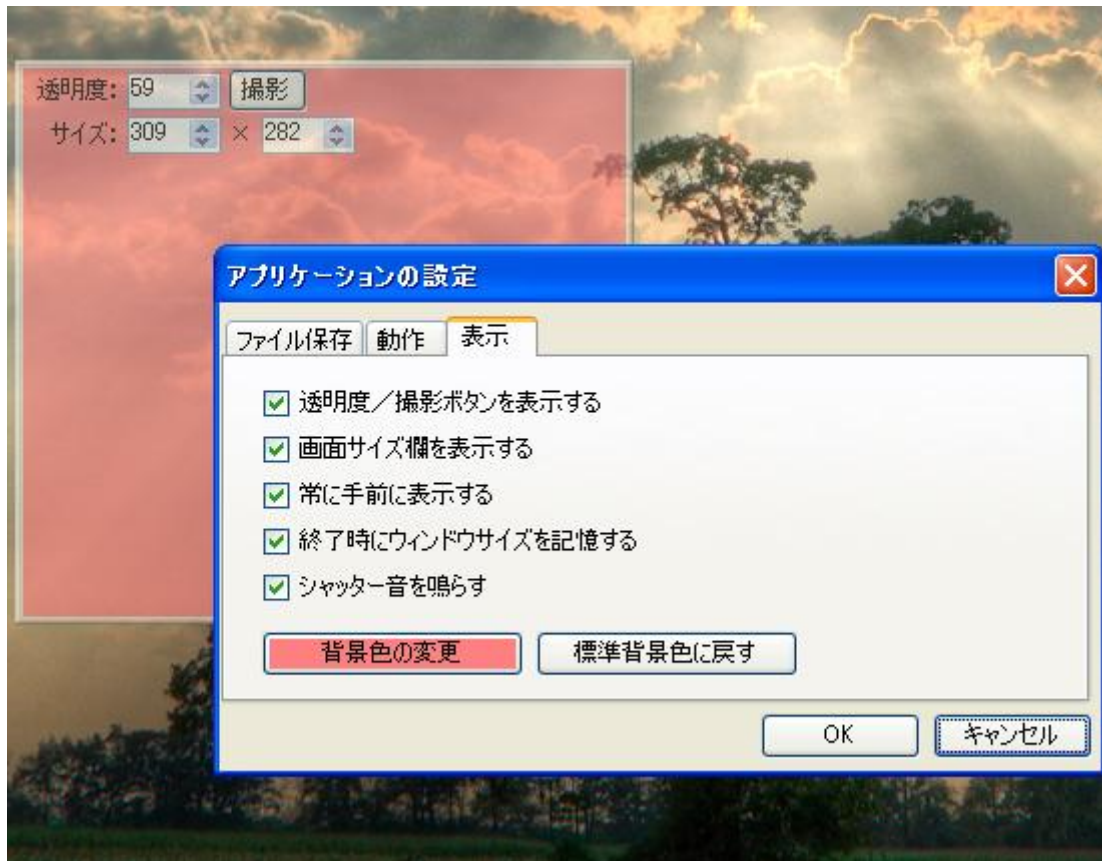 透明度: 59 撮影
サイズ: 309 × 282
アプリケーションの設定
ファイル保存 動作 表示
透明度／撮影ボタンを表示する
画面サイズ欄を表示する
常に手前に表示する
終了時にウィンドウサイズを記憶する
シャッター音を鳴らす
背景色の変更 標準背景色に戻す
OK キャンセル